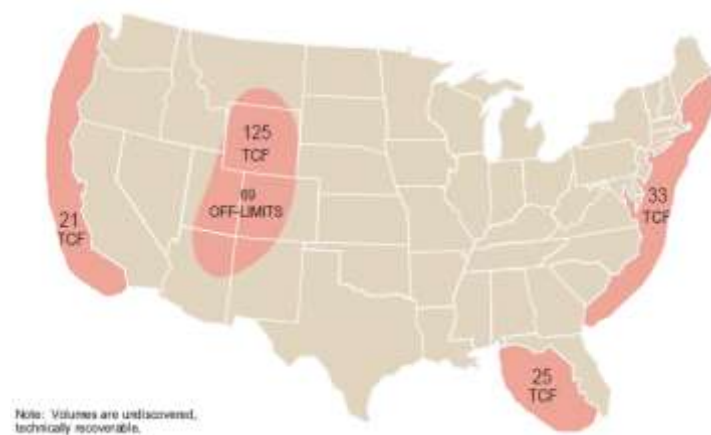 125
TCF
69
OFF-LIMITS
21
TCF
33
TCF
25
TCF
Note: Volumes are undiscovered,
technically recoverable.